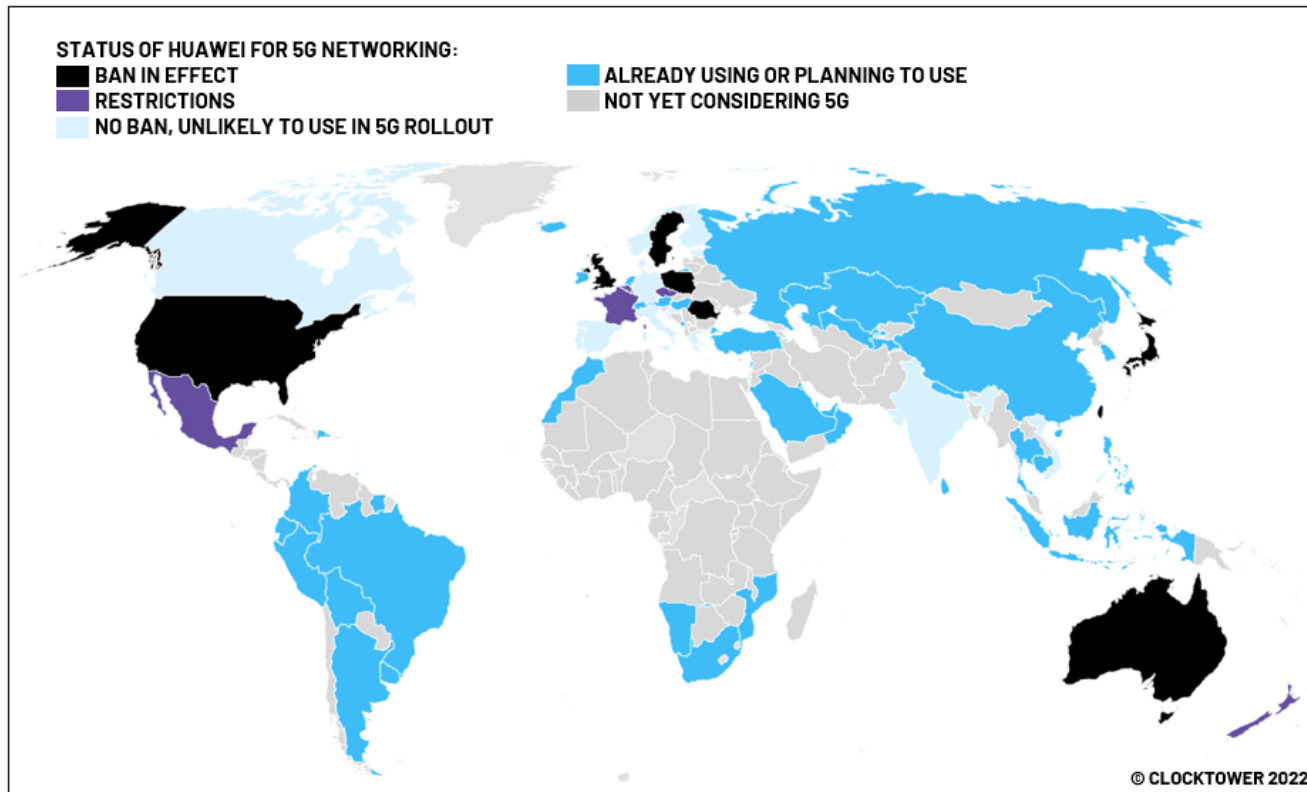 STATUS OF HUAWEI FOR 5G NETWORKING:
BAN IN EFFECT
RESTRICTIONS
NO BAN, UNLIKELY TO USE IN 5G ROLLOUT
ALREADY USING OR PLANNING TO USE
NOT YET CONSIDERING 5G
© CLOCKTOWER 2022